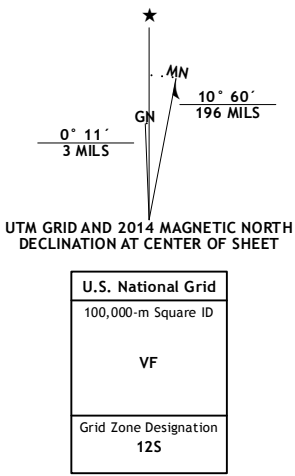 ★
MN
GN
10° 60´
196 MILS
0° 11´
3 MILS
UTM GRID AND 2014 MAGNETIC NORTH
DECLINATION AT CENTER OF SHEET
U.S. National Grid
100,000-m Square ID
VF
Grid Zone Designation
12S